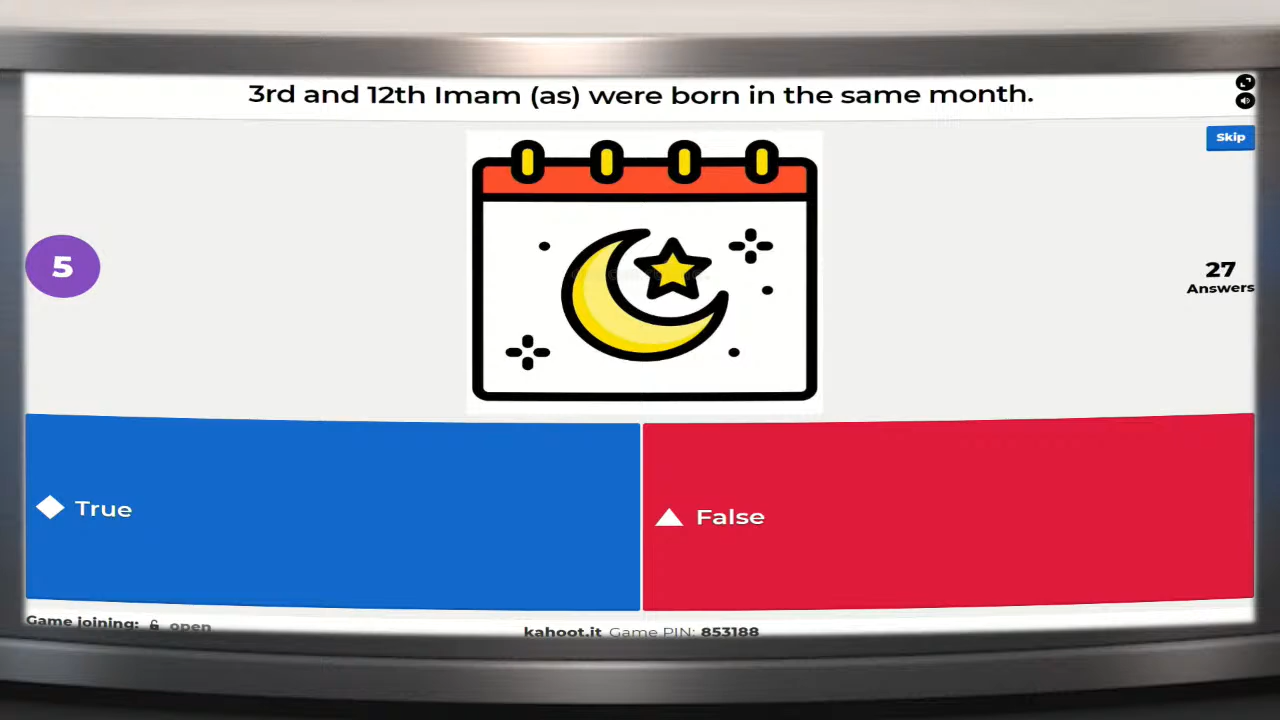 3rd and 12th Imam (as) were born in the same month.
Skip
5
27
Answers
True
False
Game joining: open
kahoot.it Game PIN: 853188